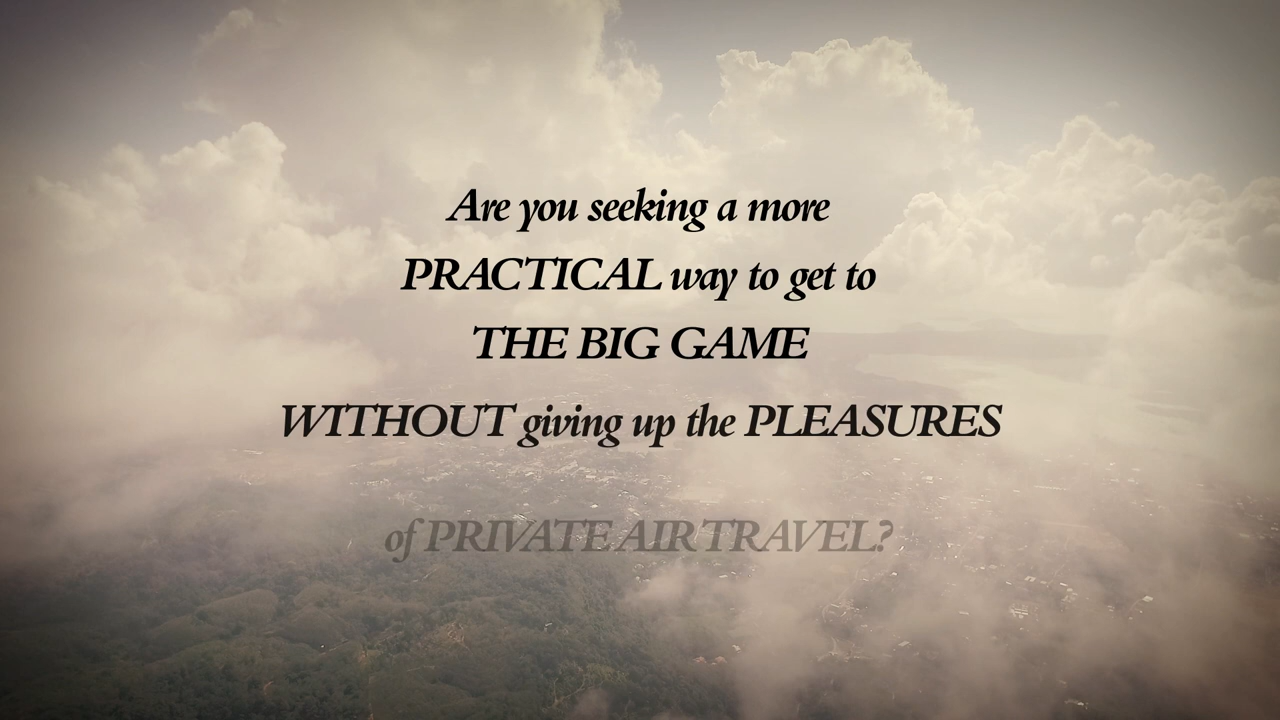 Are you seeking a more
PRACTICAL way to get to
THE BIG GAME
WITHOUT giving up the PLEASURES
of PRIVATE AIR TRAVEL?